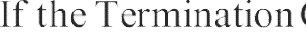 If the Termination